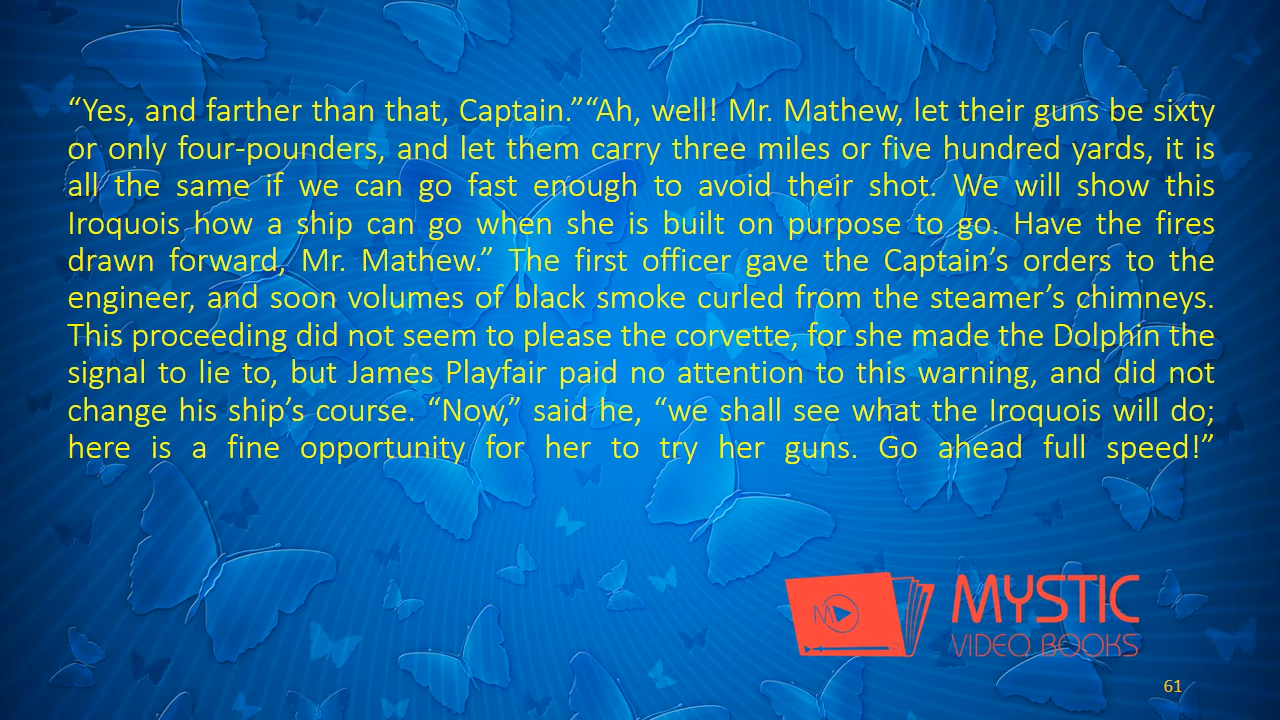 “Yes, and farther than that, Captain.”“Ah, well! Mr. Mathew, let their guns be sixty
or only four-pounders, and let them carry three miles or five hundred yards, it is
all the same if we can go fast enough to avoid their shot. We will show this
Iroquois how a ship can go when she is built on purpose to go. Have the fires
drawn forward, Mr. Mathew.” The first officer gave the Captain’s orders to the
engineer, and soon volumes of black smoke curled from the steamer’s chimneys.
This proceeding did not seem to please the corvette, for she made the Dolphin the
signal to lie to, but James Playfair paid no attention to this warning, and did not
change his ship’s course. “Now,” said he, “we shall see what the Iroquois will do;
here is a fine opportunity for her to try her guns. Go ahead full speed!”
MYSTIC
VIDEO BOOKS
61